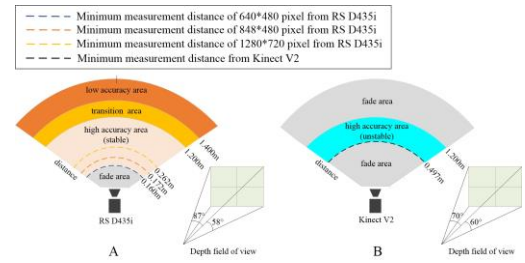 Minimum measurement distance of 640*480 pixel from RS D435i
Minimum measurement distance of 848*480 pixel from RS D435i
Minimum measurement distance of 1280*720 pixel from RS D435i
Minimum measurement distance from Kinect V2
low accuracy area
transition area
high accuracy area
(stable)
distance
fade area
1.400m
1.200m
0.262m
0.172m
0.160m
RS D435i
87°
58°
Depth field of view
A
fade area
high accuracy area
(unstable)
distance
fade area
1.200m
0.497m
Kinect V2
70°
60°
Depth field of view
B